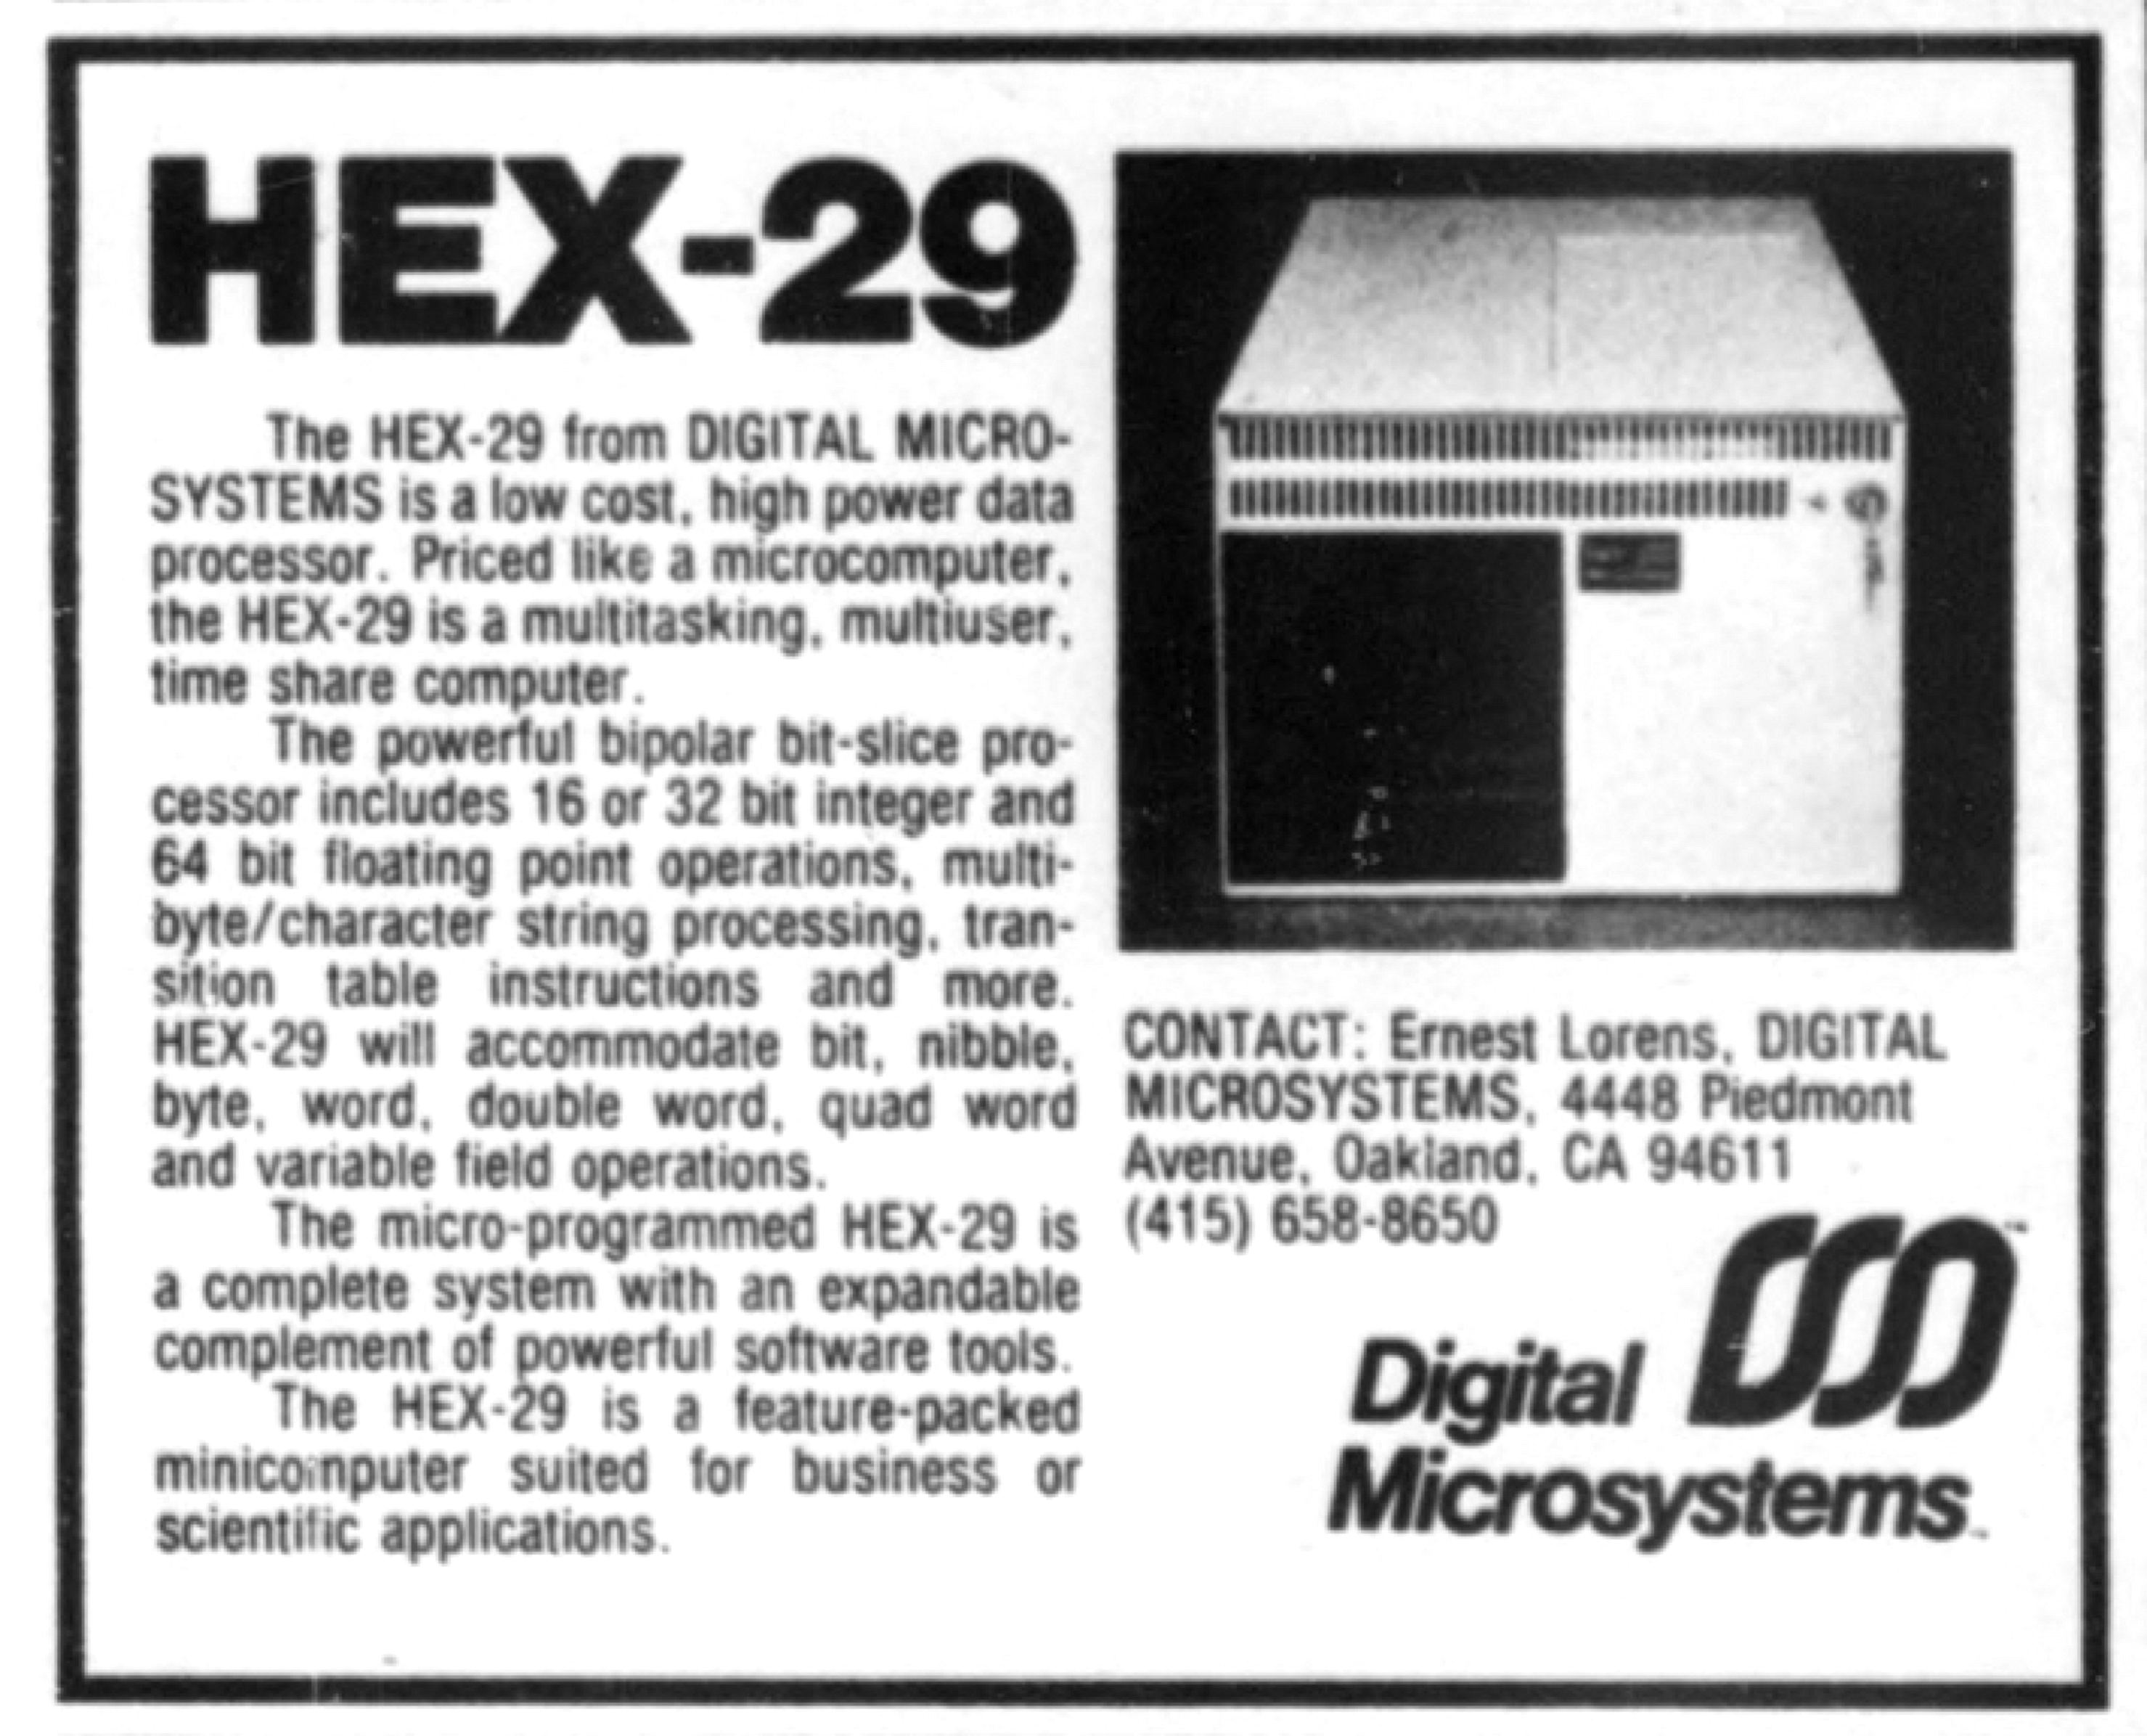 HEX-29
The HEX-29 from DIGITAL MICRO-
SYSTEMS is a low cost, high power data
processor. Priced like a microcomputer,
the HEX-29 is a multitasking, multiuser,
time share computer.
The powerful bipolar bit-slice pro-
cessor includes 16 or 32 bit integer and
64 bit floating point operations, multi-
byte/character string processing, tran-
sition table instructions and more.
HEX-29 will accommodate bit, nibble,
byte, word, double word, quad word
and variable field operations.
The micro-programmed HEX-29 is
a complete system with an expandable
complement of powerful software tools.
The HEX-29 is a feature-packed
minicomputer suited for business or
scientific applications.
CONTACT: Ernest Lorens, DIGITAL
MICROSYSTEMS, 4448 Piedmont
Avenue, Oakland, CA 94611
(415) 658-8650
Digital
Microsystems™